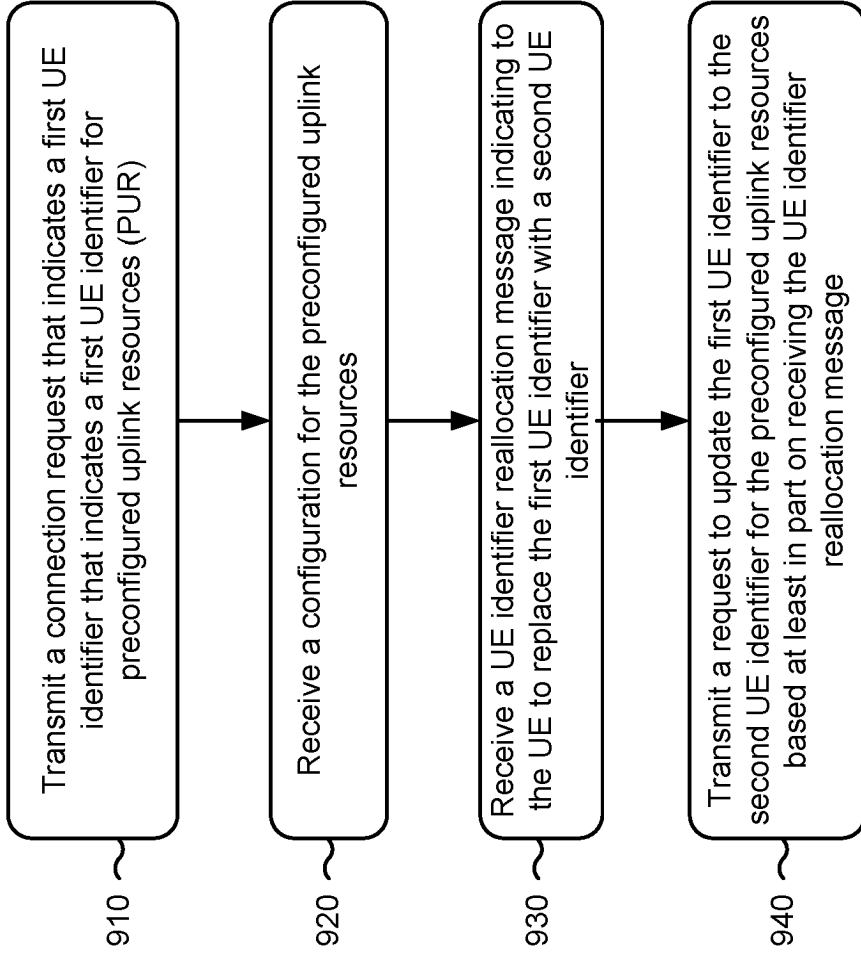 910
Transmit a connection request that indicates a first UE
identifier that indicates a first UE identifier for
preconfigured uplink resources (PUR)
920
Receive a configuration for the preconfigured uplink
resources
930
Receive a UE identifier reallocation message indicating to
the UE to replace the first UE identifier with a second UE
identifier
940
Transmit a request to update the first UE identifier to the
second UE identifier for the preconfigured uplink resources
based at least in part on receiving the UE identifier
reallocation message